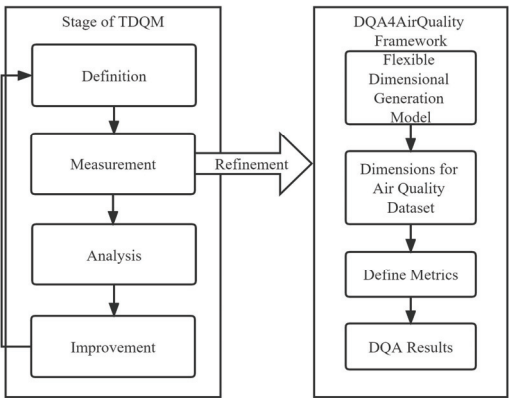 Stage of TDQM
Definition
Measurement
Analysis
Improvement
Refinement
DQA4AirQuality
Framework
Flexible
Dimensional
Generation
Model
Dimensions for
Air Quality
Dataset
Define Metrics
DQA Results